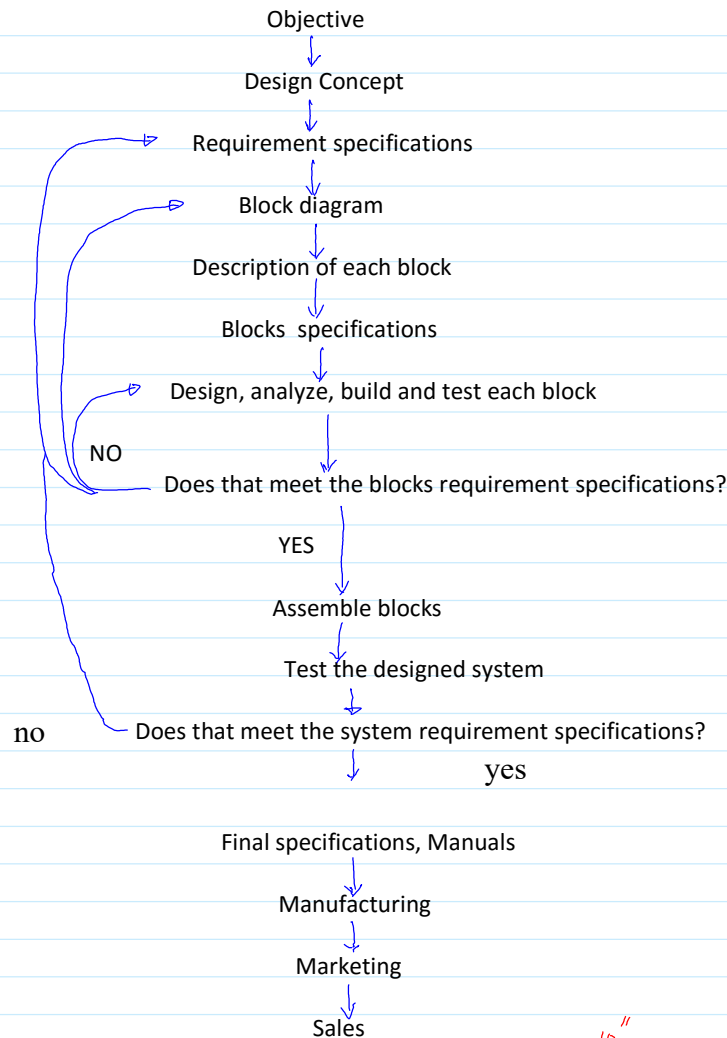 Objective
Design Concept
Requirement specifications
Block diagram
Description of each block
Blocks  specifications
Design, analyze, build and test each block
NO
Does that meet the blocks requirement specifications?
YES
Assemble blocks
Test the designed system
no
Does that meet the system requirement specifications?
yes
Final specifications, Manuals
Manufacturing
Marketing
Sales